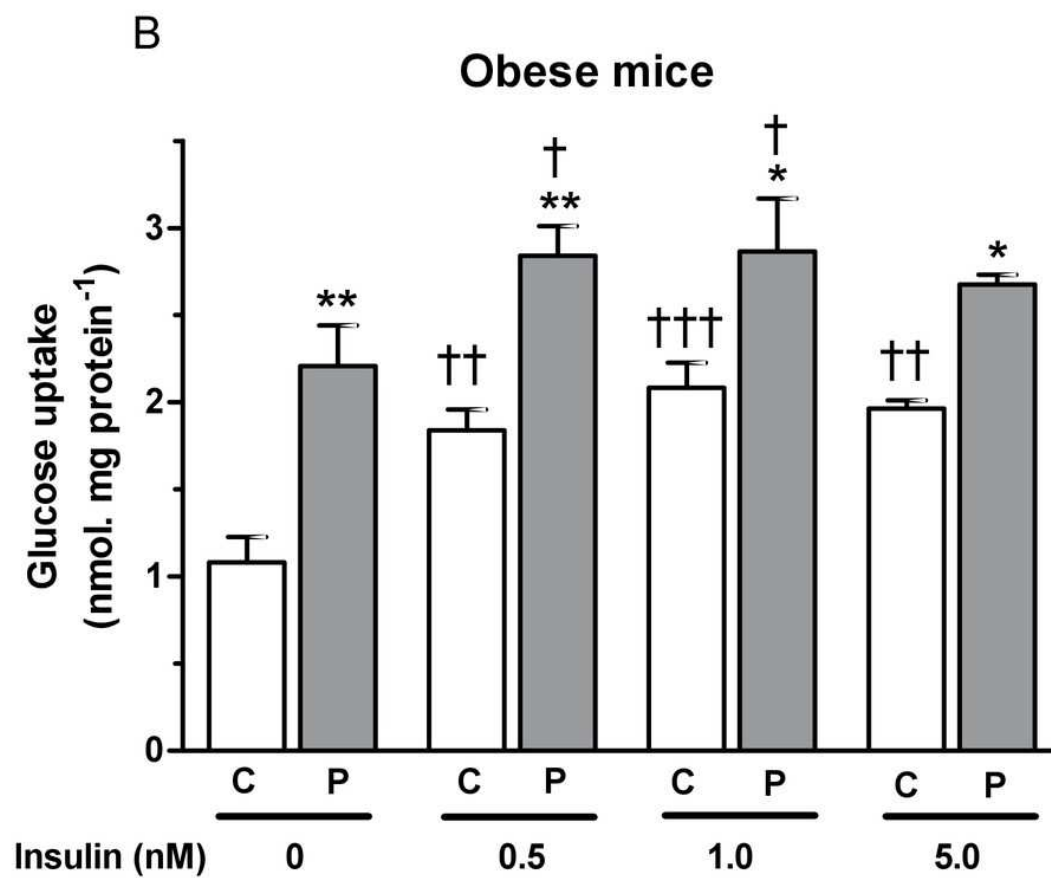 B
Obese mice
Glucose uptake
(nmol. mg protein⁻¹)
3
2
1
0
**
††
†
**
†††
†
*
††
*
C P C P C P C P
Insulin (nM) 0 0.5 1.0 5.0